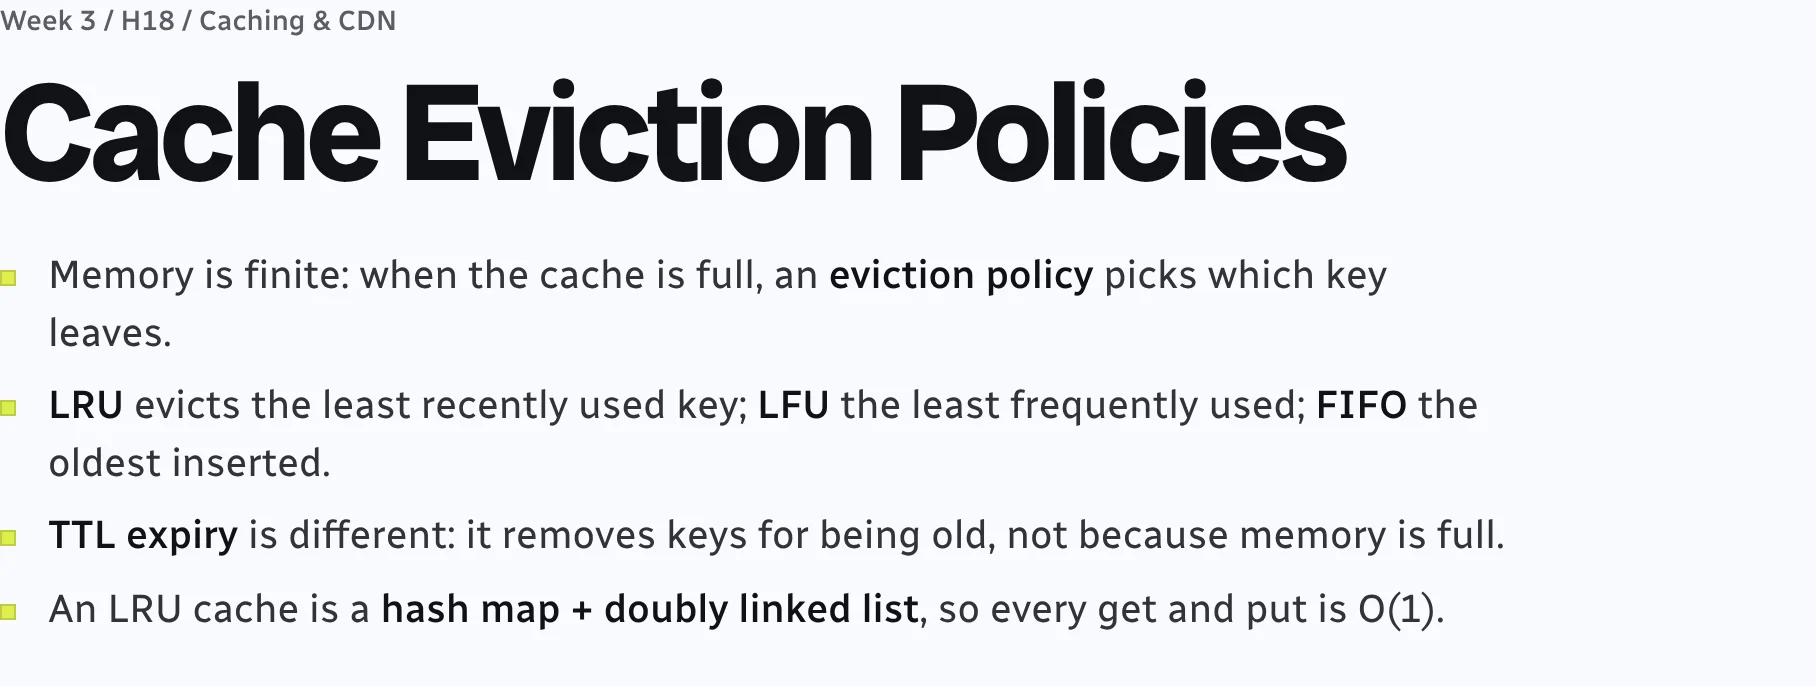 Week 3 / H18 / Caching & CDN
Cache Eviction Policies
Memory is finite: when the cache is full, an eviction policy picks which key
leaves.
LRU evicts the least recently used key; LFU the least frequently used; FIFO the
oldest inserted.
TTL expiry is different: it removes keys for being old, not because memory is full.
An LRU cache is a hash map + doubly linked list, so every get and put is O(1).